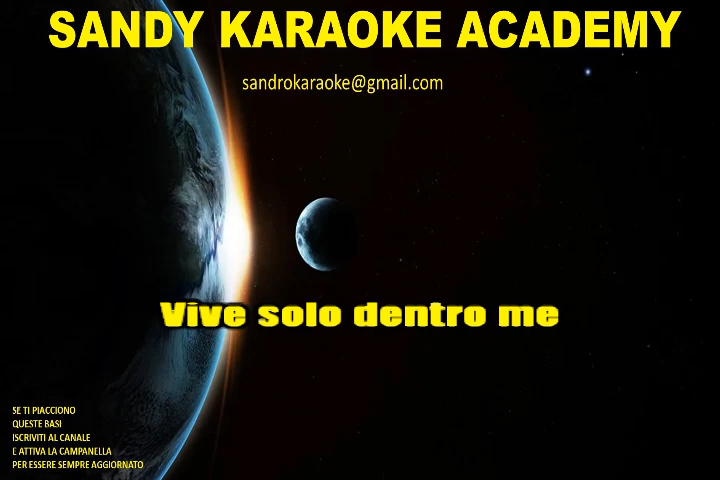 SANDY KARAOKE ACADEMY
sandrokaraoke@gmail.com
Vive solo dentro me
SE TI PIACCIONO
QUESTE BASI
ISCRIVITI AL CANALE
E ATTIVA LA CAMPANELLA
PER ESSERE SEMPRE AGGIORNATO